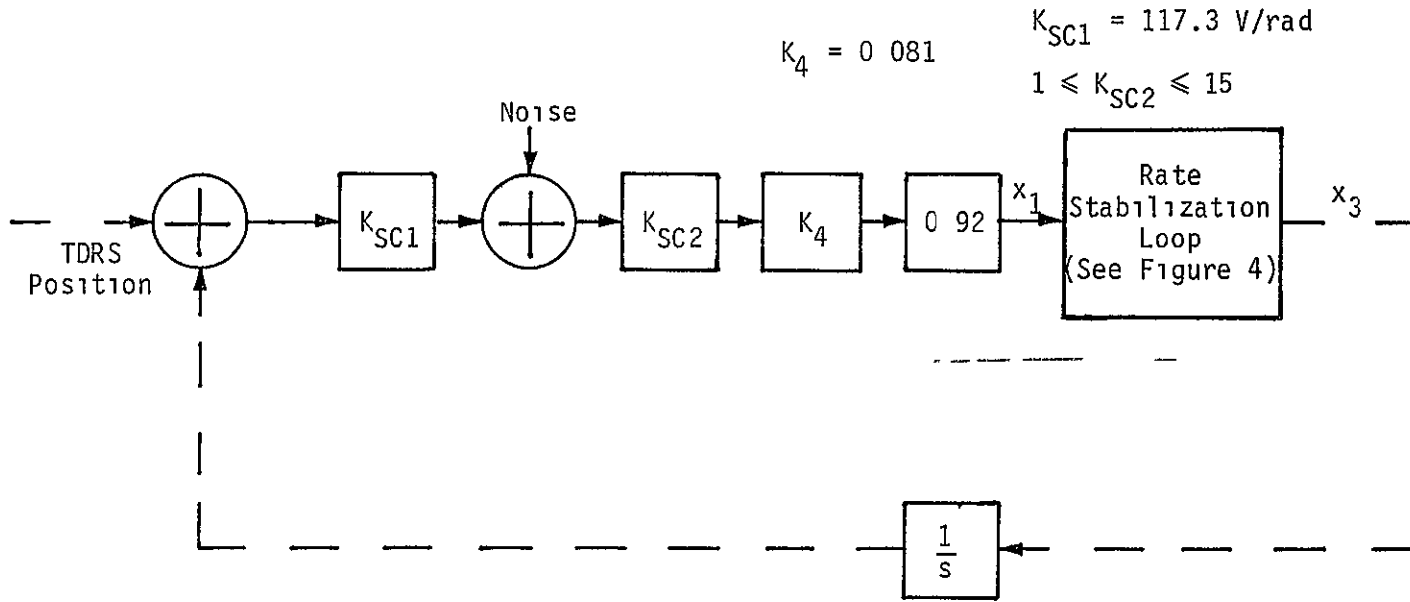 K_SC1 = 117.3 V/rad
K_4 = 0 081
1 ⩽ K_SC2 ⩽ 15
Noise
TDRS
Position
K_SC1
K_SC2
K_4
0 92
x_1
Rate
Stabilization
Loop
(See Figure 4)
x_3
1
s